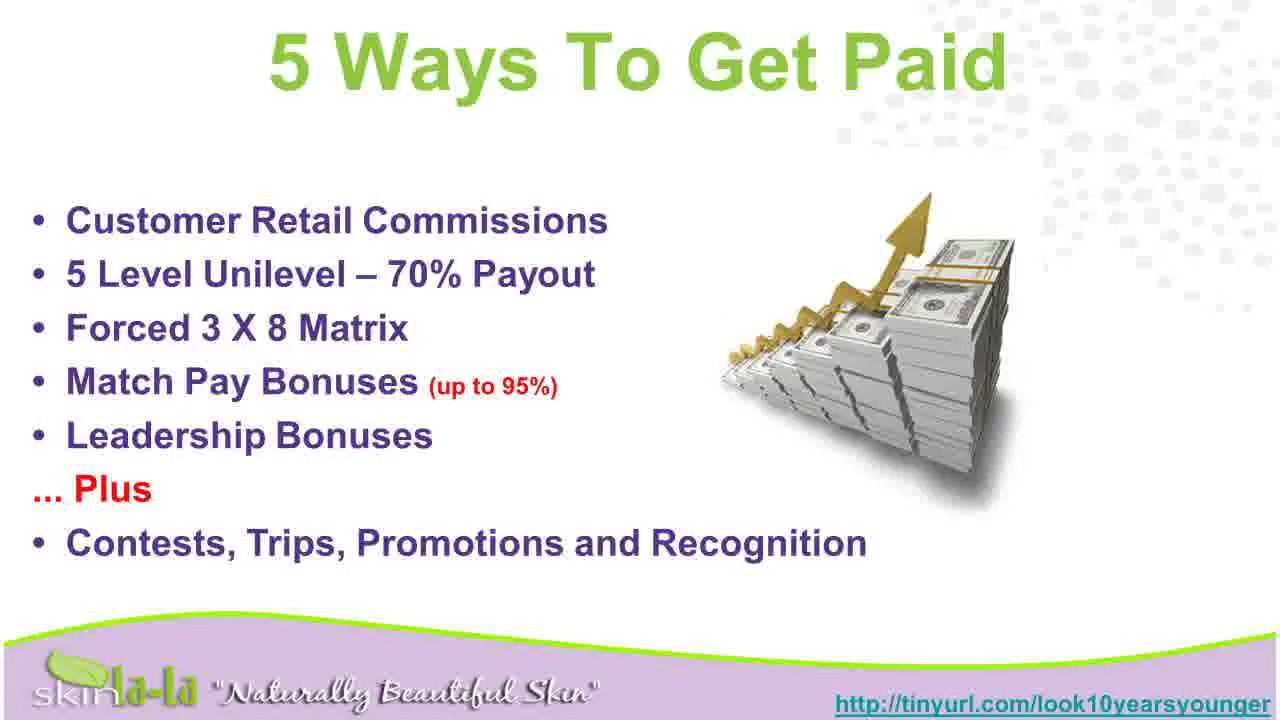 5 Ways To Get Paid
• Customer Retail Commissions
• 5 Level Unilevel – 70% Payout
• Forced 3 X 8 Matrix
• Match Pay Bonuses (up to 95%)
• Leadership Bonuses
... Plus
• Contests, Trips, Promotions and Recognition
skin la-la "Naturally Beautiful Skin"
http://tinyurl.com/look10yearsyounger